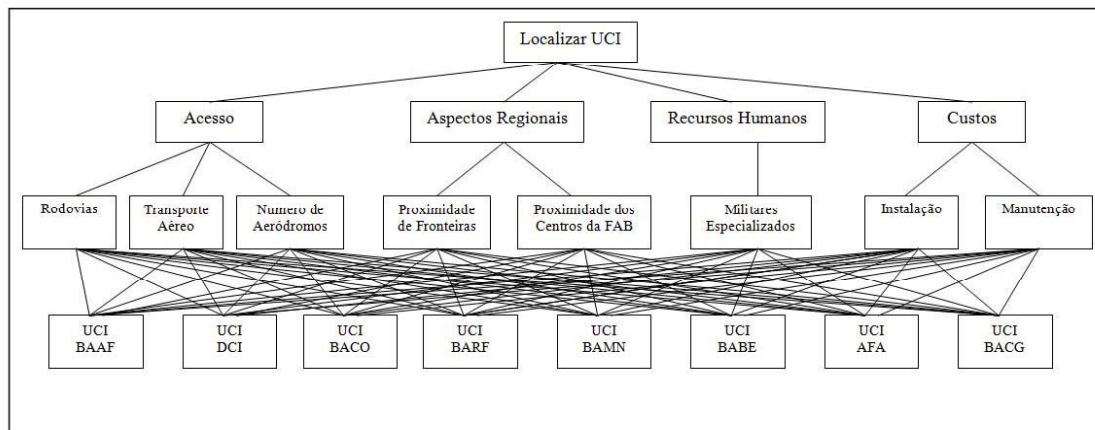 Localizar UCI
Acesso
Aspectos Regionais
Recursos Humanos
Custos
Rodovias
Transporte
Aéreo
Número de
Aeródromos
Proximidade
de Fronteiras
Proximidade dos
Centros da FAB
Militares
Especializados
Instalação
Manutenção
UCI
BAAF
UCI
DCI
UCI
BACO
UCI
BARF
UCI
BAMN
UCI
BABE
UCI
AFA
UCI
BACG